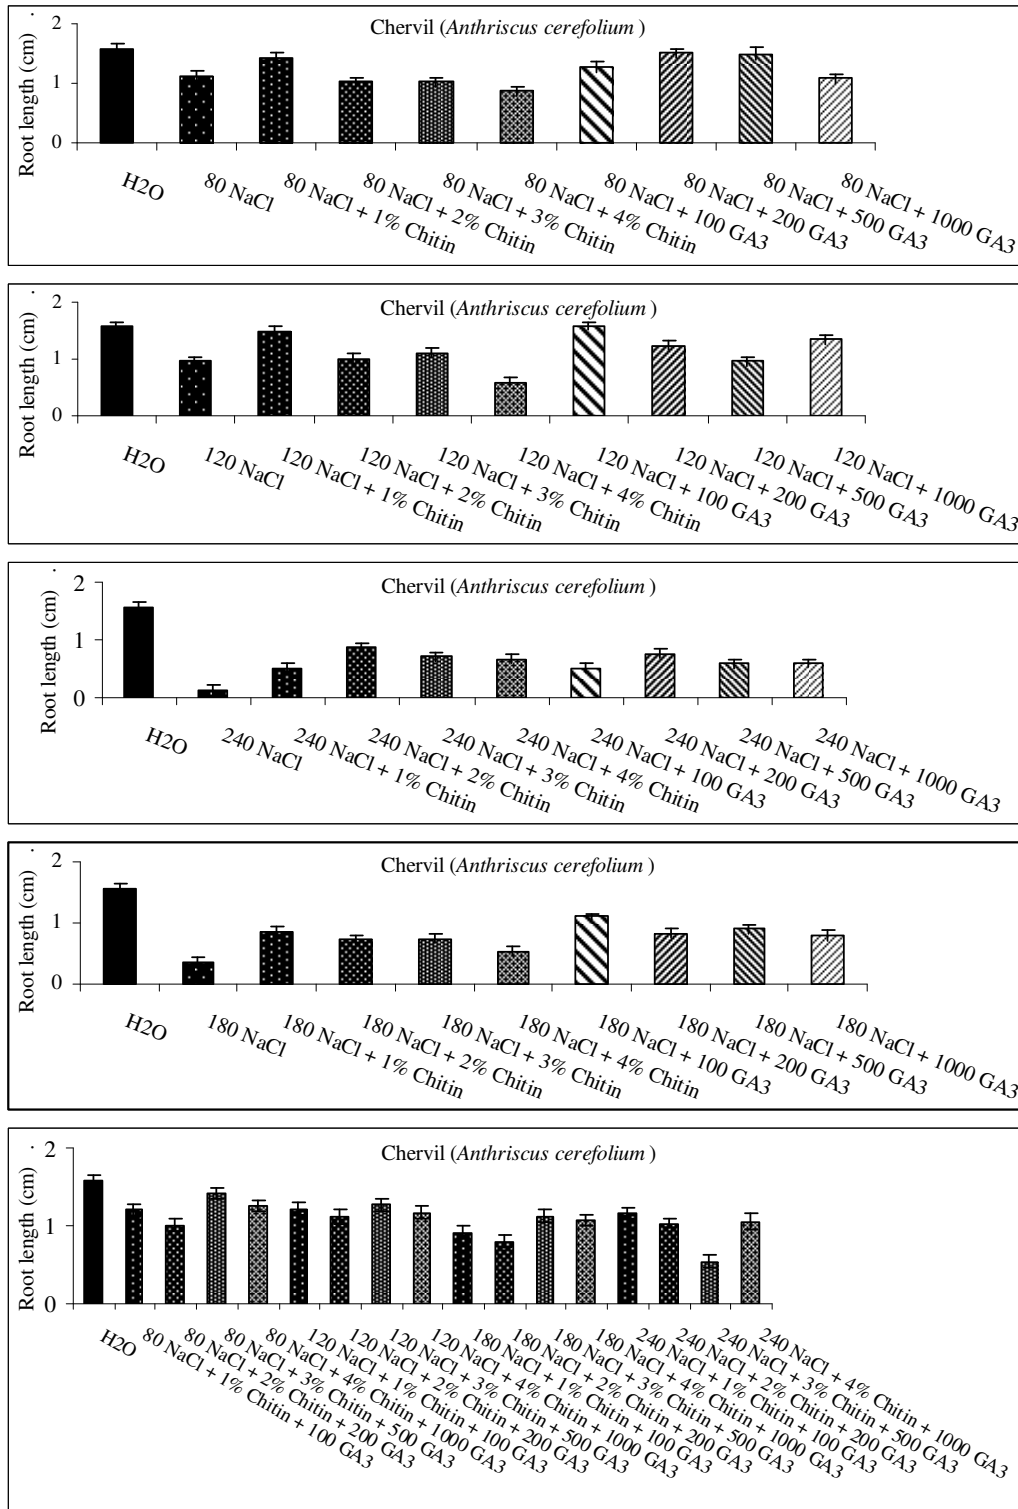 Chervil (Anthriscus cerefolium )
Root length (cm) .
2
1
0
H2O
80 NaCl
80 NaCl + 1% Chitin
80 NaCl + 2% Chitin
80 NaCl + 3% Chitin
80 NaCl + 4% Chitin
80 NaCl + 100 GA3
80 NaCl + 200 GA3
80 NaCl + 500 GA3
80 NaCl + 1000 GA3
Chervil (Anthriscus cerefolium )
Root length (cm) .
2
1
0
H2O
120 NaCl
120 NaCl + 1% Chitin
120 NaCl + 2% Chitin
120 NaCl + 3% Chitin
120 NaCl + 4% Chitin
120 NaCl + 100 GA3
120 NaCl + 200 GA3
120 NaCl + 500 GA3
120 NaCl + 1000 GA3
Chervil (Anthriscus cerefolium )
Root length (cm) .
2
1
0
H2O
240 NaCl
240 NaCl + 1% Chitin
240 NaCl + 2% Chitin
240 NaCl + 3% Chitin
240 NaCl + 4% Chitin
240 NaCl + 100 GA3
240 NaCl + 200 GA3
240 NaCl + 500 GA3
240 NaCl + 1000 GA3
Chervil (Anthriscus cerefolium )
Root length (cm) .
2
1
0
H2O
180 NaCl
180 NaCl + 1% Chitin
180 NaCl + 2% Chitin
180 NaCl + 3% Chitin
180 NaCl + 4% Chitin
180 NaCl + 100 GA3
180 NaCl + 200 GA3
180 NaCl + 500 GA3
180 NaCl + 1000 GA3
Chervil (Anthriscus cerefolium )
Root length (cm) .
2
1
0
H2O
80 NaCl + 1% Chitin + 100 GA3
80 NaCl + 2% Chitin + 200 GA3
80 NaCl + 3% Chitin + 500 GA3
80 NaCl + 4% Chitin + 1000 GA3
120 NaCl + 1% Chitin + 100 GA3
120 NaCl + 2% Chitin + 200 GA3
120 NaCl + 3% Chitin + 500 GA3
120 NaCl + 4% Chitin + 1000 GA3
180 NaCl + 1% Chitin + 100 GA3
180 NaCl + 2% Chitin + 200 GA3
180 NaCl + 3% Chitin + 500 GA3
180 NaCl + 4% Chitin + 1000 GA3
240 NaCl + 1% Chitin + 100 GA3
240 NaCl + 2% Chitin + 200 GA3
240 NaCl + 3% Chitin + 500 GA3
240 NaCl + 4% Chitin + 1000 GA3